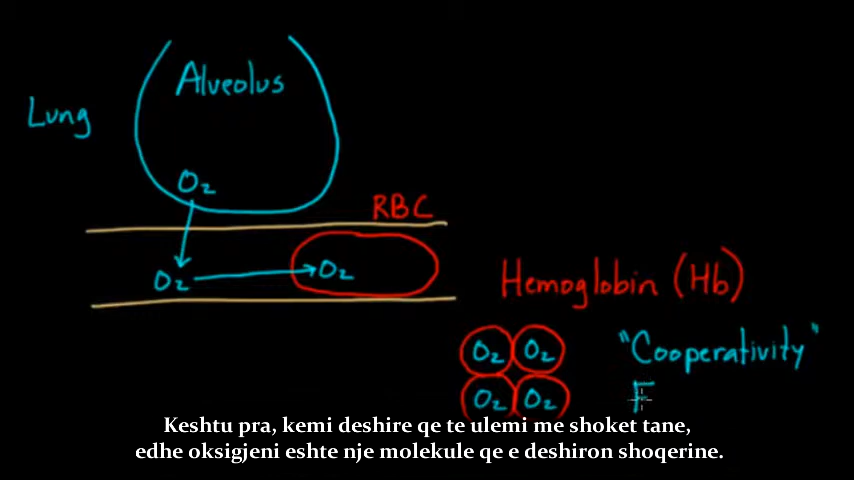 Alveolus
Lung
O2
RBC
O2 O2
Hemoglobin (Hb)
O2 O2 "Cooperativity"
O2 O2 F
Keshtu pra, kemi deshire qe te ulemi me shoket tane,
edhe oksigjeni eshte nje molekule qe e deshiron shoqerine.